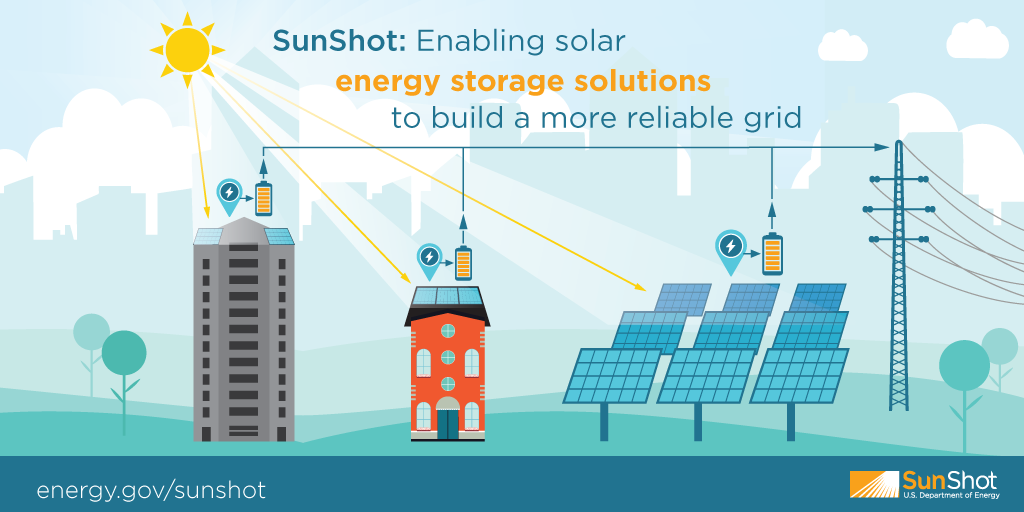 SunShot: Enabling solar
energy storage solutions
to build a more reliable grid
energy.gov/sunshot
SunShot
U.S. Department of Energy